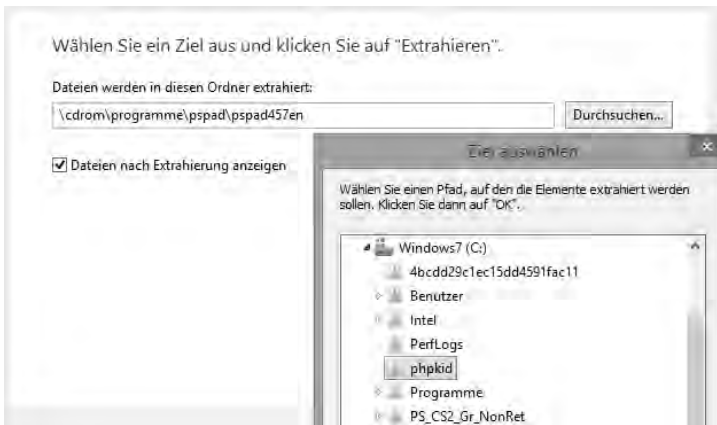 Wählen Sie ein Ziel aus und klicken Sie auf "Extrahieren".
Dateien werden in diesen Ordner extrahiert:
\cdrom\programme\pspad\pspad457en
Durchsuchen...
Dateien nach Extrahierung anzeigen
Ziel auswählen
Wählen Sie einen Pfad, auf den die Elemente extrahiert werden
sollen. Klicken Sie dann auf "OK".
Windows7 (C:)
4bcdd29c1ec15dd4591fac11
Benutzer
Intel
PerfLogs
phpkid
Programme
PS_CS2_Gr_NonRet